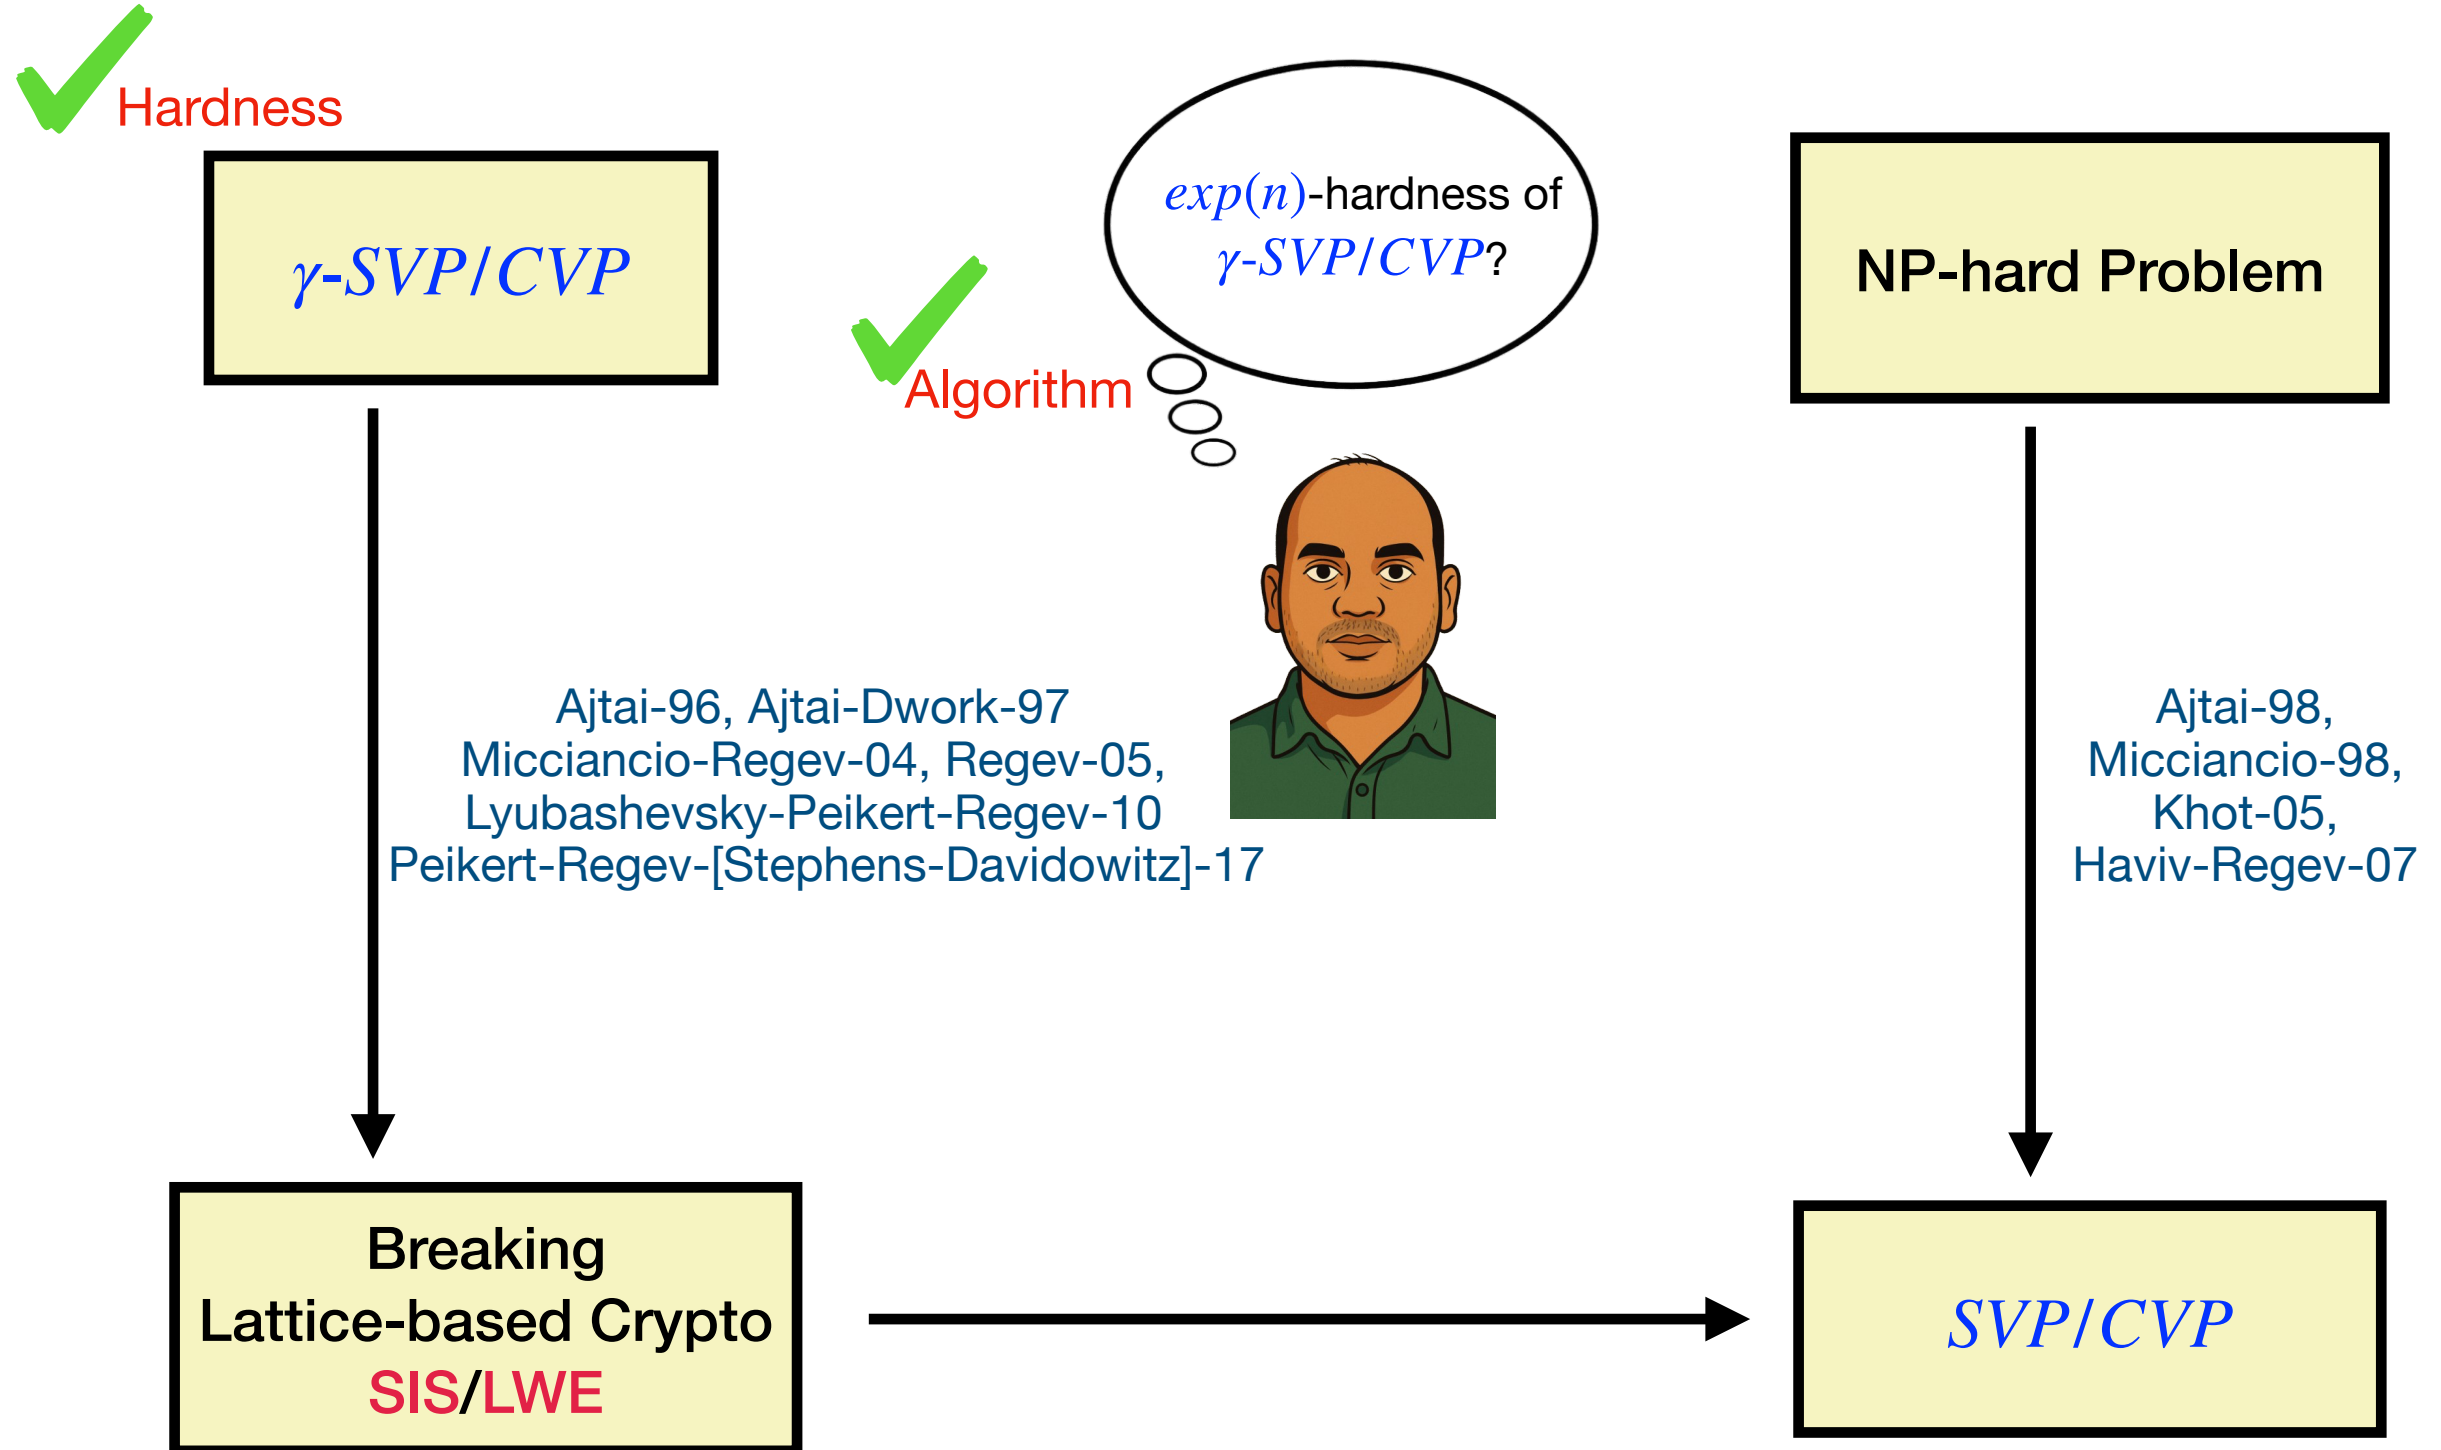 Hardness
γ-SVP/CVP
exp(n)-hardness of
γ-SVP/CVP?
Algorithm
NP-hard Problem
Ajtai-96, Ajtai-Dwork-97
Micciancio-Regev-04, Regev-05,
Lyubashevsky-Peikert-Regev-10
Peikert-Regev-[Stephens-Davidowitz]-17
Ajtai-98,
Micciancio-98,
Khot-05,
Haviv-Regev-07
Breaking
Lattice-based Crypto
SIS/LWE
SVP/CVP